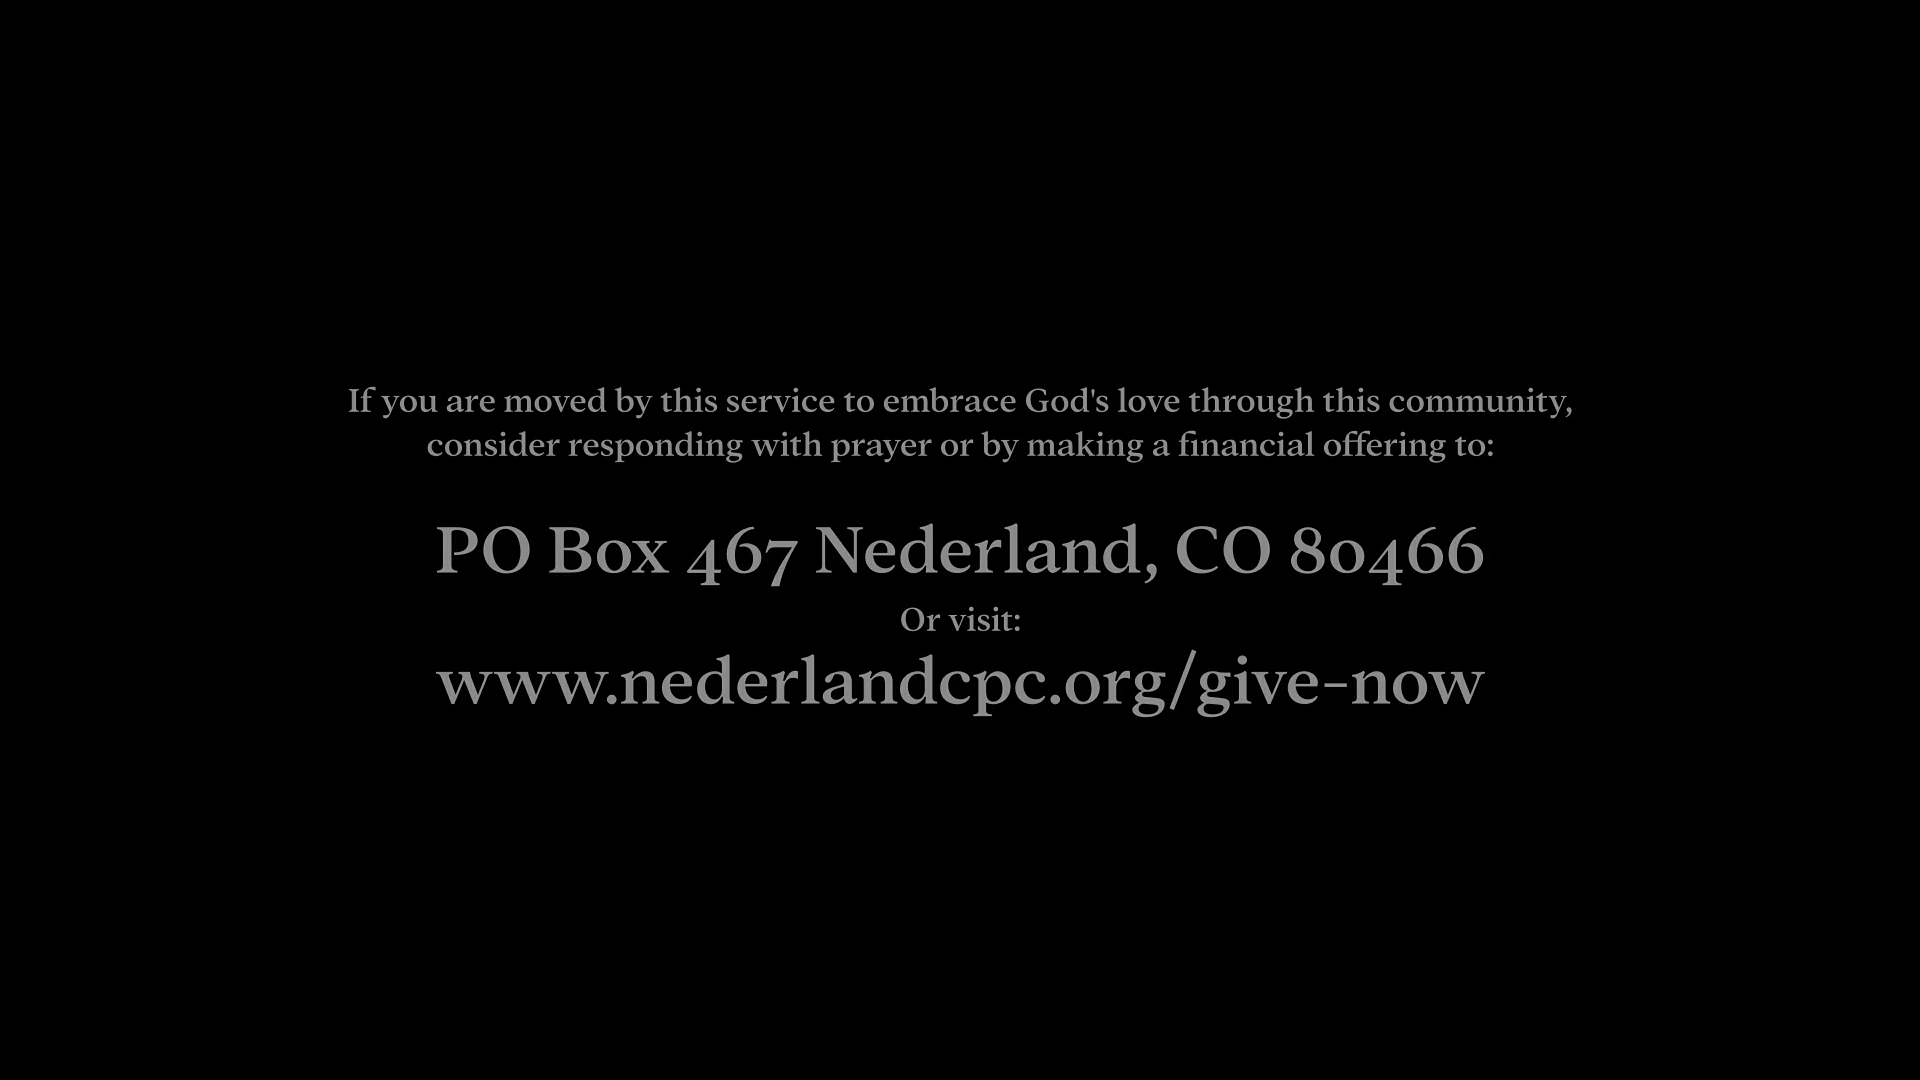 If you are moved by this service to embrace God's love through this community,
consider responding with prayer or by making a financial offering to:
PO Box 467 Nederland, CO 80466
Or visit:
www.nederlandcpc.org/give-now